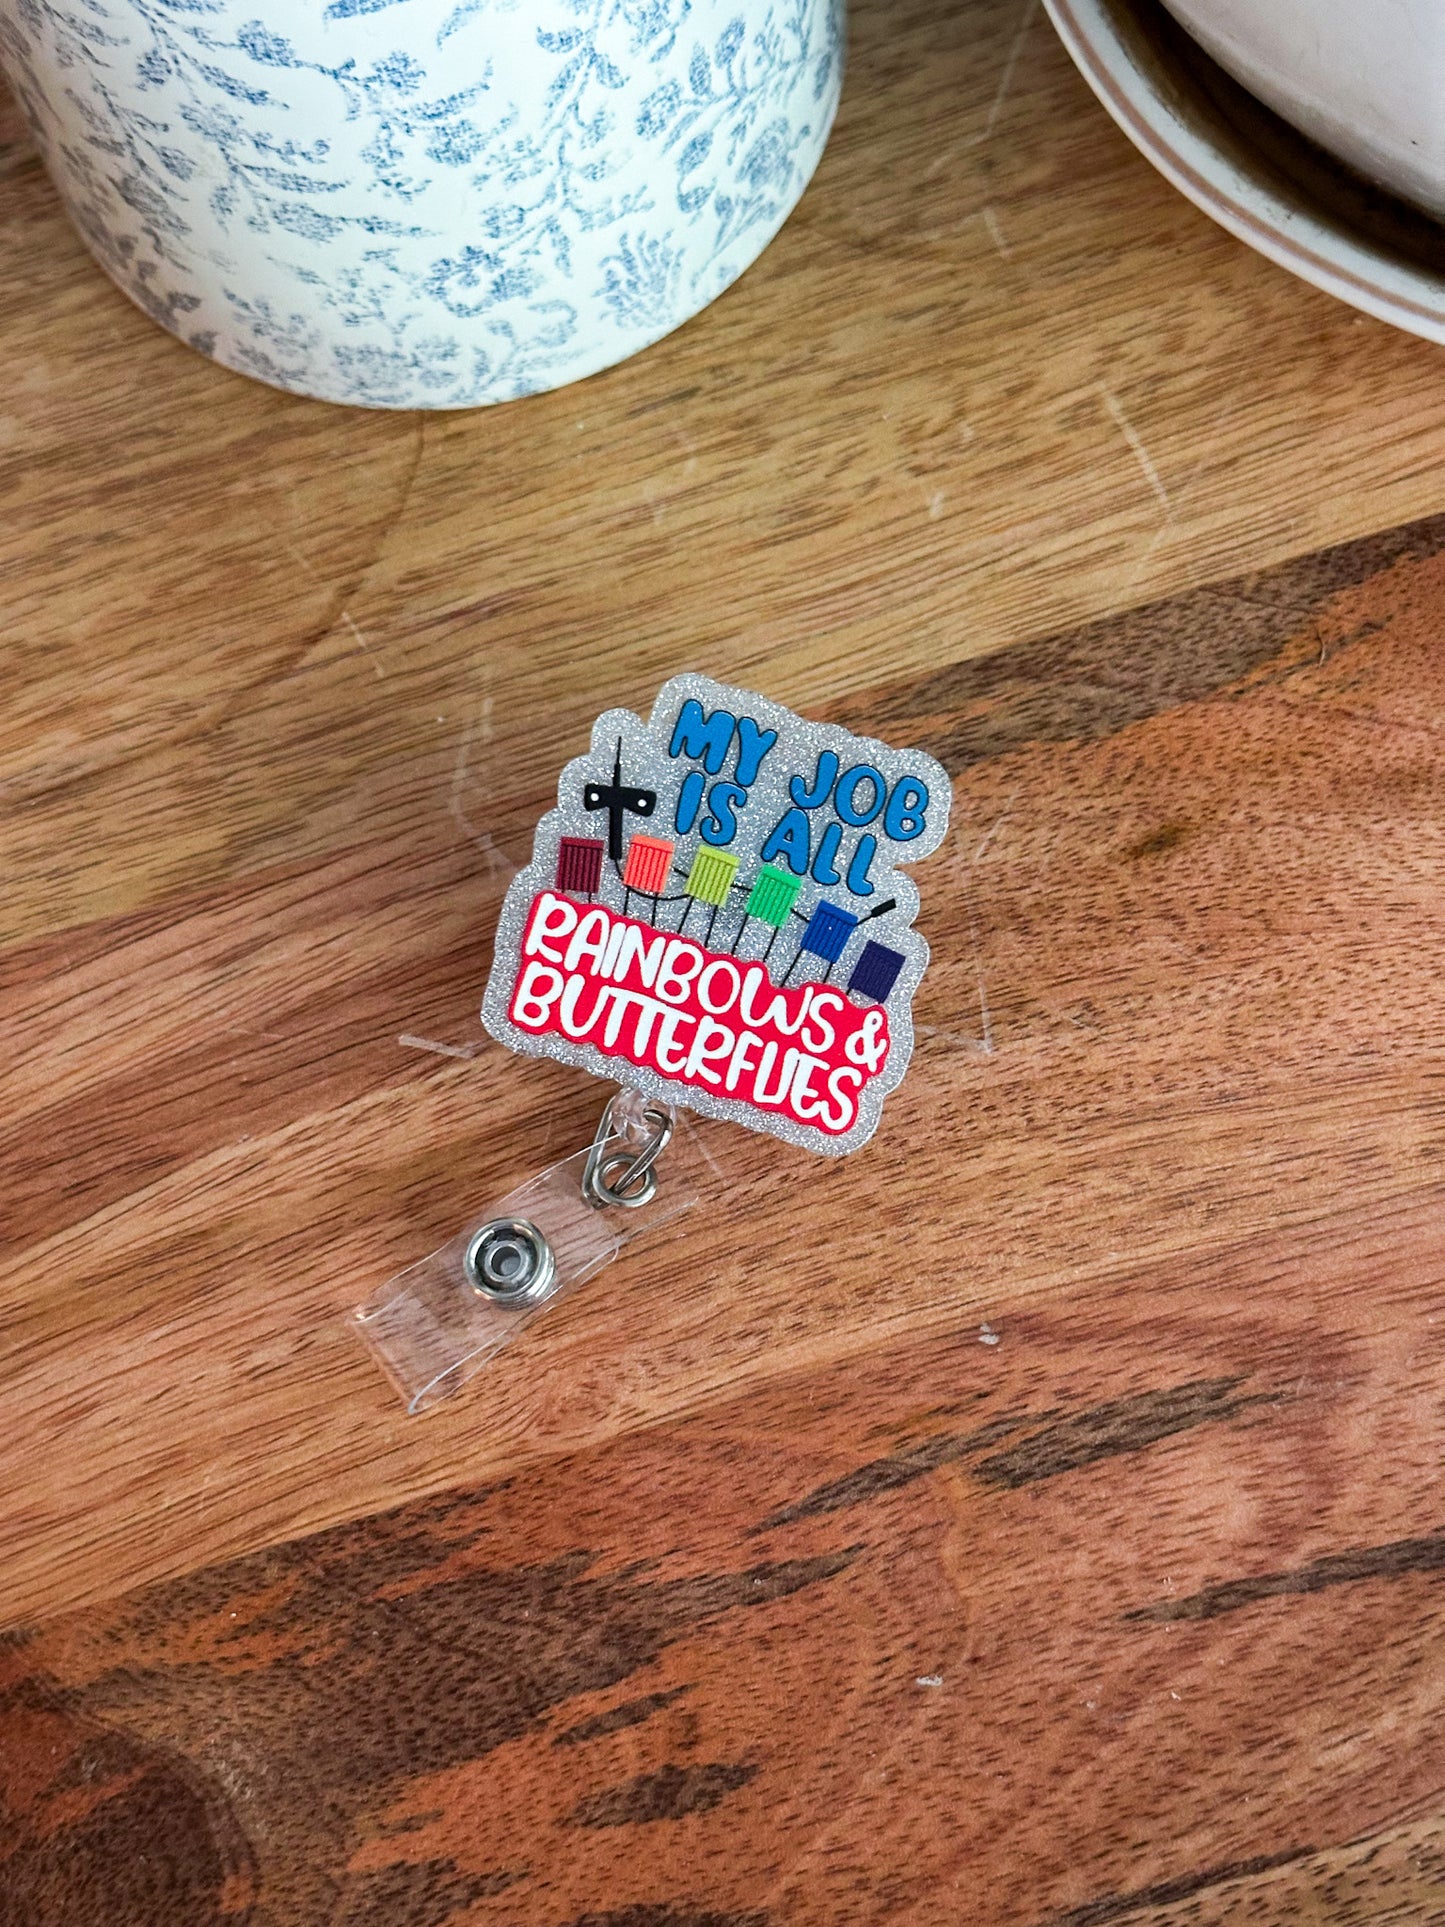 MY JOB
IS ALL
RAINBOWS &
BUTTERFLIES